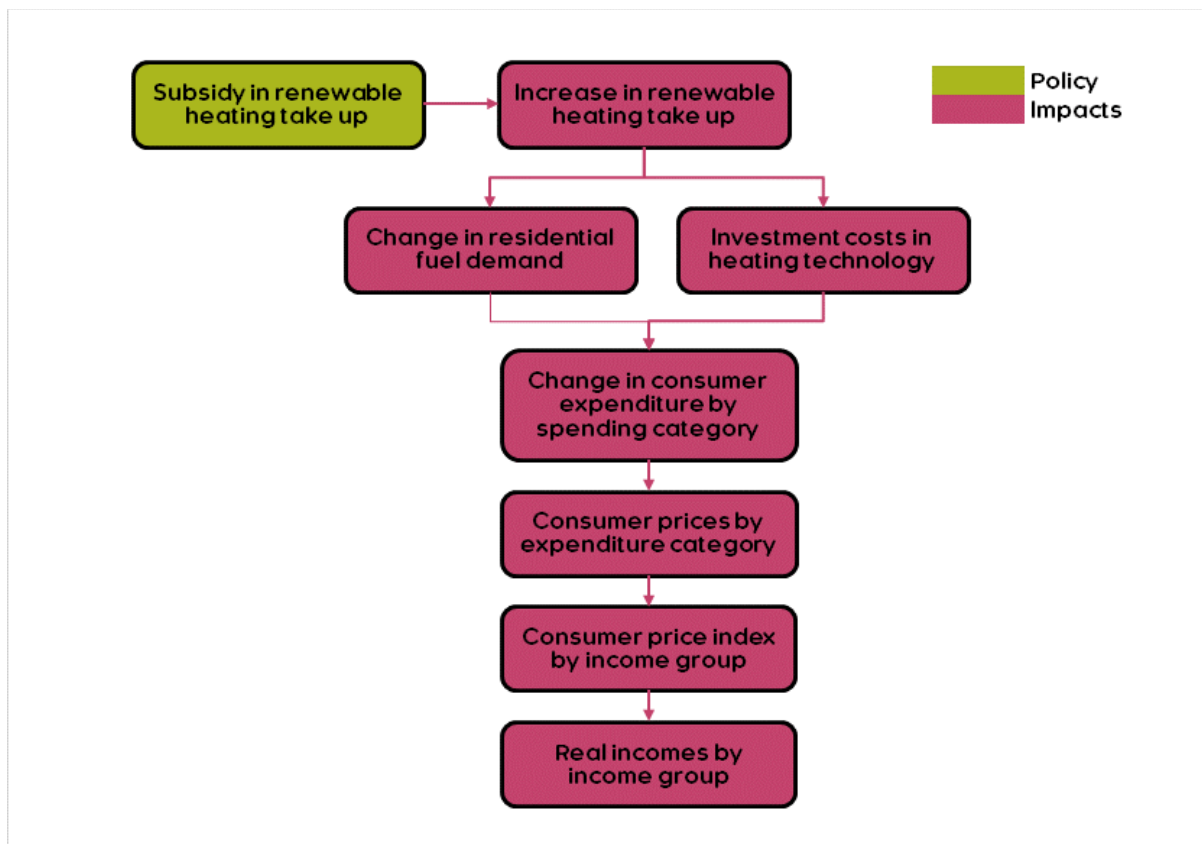 Subsidy in renewable
heating take up
Increase in renewable
heating take up
Policy
Impacts
Change in residential
fuel demand
Investment costs in
heating technology
Change in consumer
expenditure by
spending category
Consumer prices by
expenditure category
Consumer price index
by income group
Real incomes by
income group